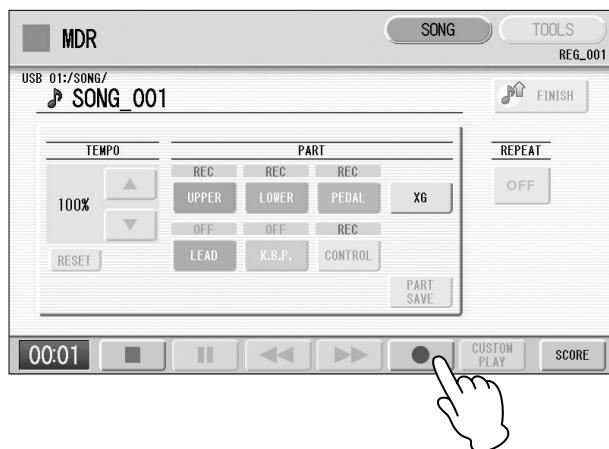 MDR
SONG
TOOLS
REG_001
USB 01:/SONG/
SONG_001
FINISH
TEMPO
PART
REPEAT
REC REC REC
100%
UPPER LOWER PEDAL XG
OFF
OFF OFF REC
RESET
LEAD K.B.P. CONTROL
PART
SAVE
00:01
CUSTOM
PLAY
SCORE